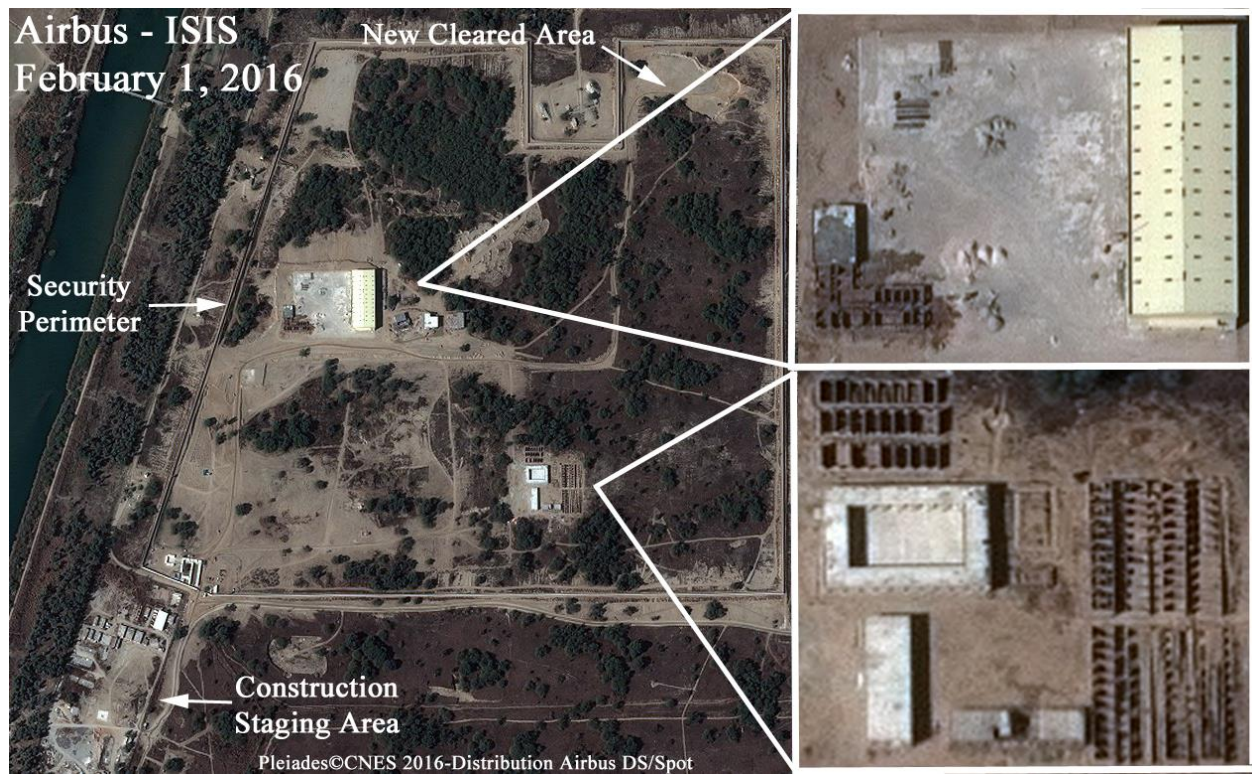 Airbus - ISIS
February 1, 2016
New Cleared Area
Security
Perimeter
Construction
Staging Area
Pleiades©CNES 2016-Distribution Airbus DS/Spot